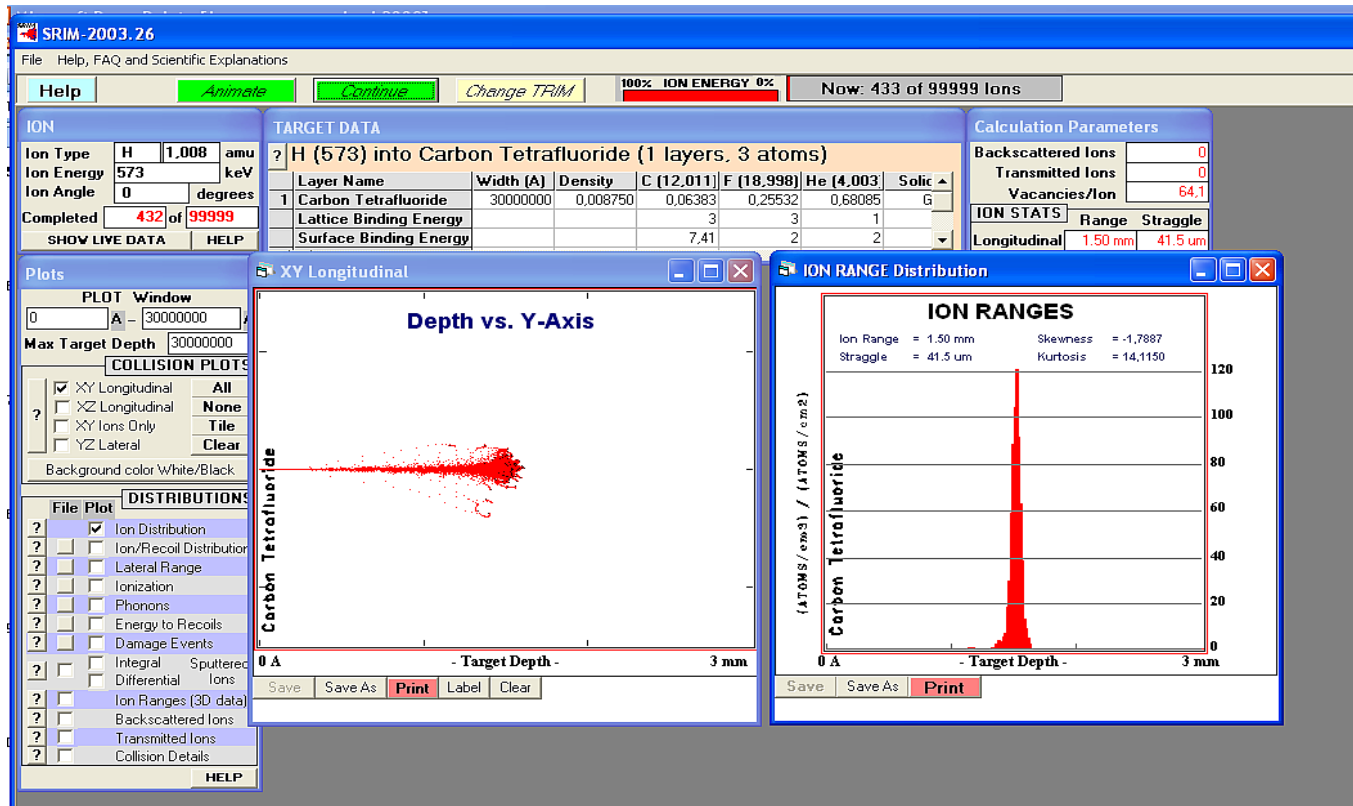 SRIM-2003.26
File Help, FAQ and Scientific Explanations
Help Animate Continue Change TRIM 100% ION ENERGY 0% Now: 433 of 99999 Ions
ION
Ion Type H 1,008 amu
Ion Energy 573 keV
Ion Angle 0 degrees
Completed 432 of 99999
SHOW LIVE DATA HELP
TARGET DATA
? H (573) into Carbon Tetrafluoride (1 layers, 3 atoms)
Layer Name Width (A) Density C (12,011) F (18,998) He (4,003) Solic
1 Carbon Tetrafluoride 30000000 0,008750 0,06383 0,25532 0,68085 G
Lattice Binding Energy 3 3 1
Surface Binding Energy 7,41 2 2
Calculation Parameters
Backscattered Ions 0
Transmitted Ions 0
Vacancies/Ion 64,1
ION STATS Range Straggle
Longitudinal 1.50 mm 41.5 um
Plots
PLOT Window
0 A - 30000000
Max Target Depth 30000000
COLLISION PLOTS
?
XY Longitudinal All
XZ Longitudinal None
XY Ions Only Tile
YZ Lateral Clear
Background color White/Black
DISTRIBUTIONS
File Plot
? Ion Distribution
? Ion/Recoil Distribution
? Lateral Range
? Ionization
? Phonons
? Energy to Recoils
? Damage Events
? Integral Sputtered
Differential Ions
? Ion Ranges (3D data)
? Backscattered Ions
? Transmitted Ions
? Collision Details
HELP
XY Longitudinal
Depth vs. Y-Axis
Carbon Tetrafluoride
0 A - Target Depth - 3 mm
Save Save As Print Label Clear
ION RANGE Distribution
ION RANGES
Ion Range = 1.50 mm Skewness = -1,7887
Straggle = 41.5 um Kurtosis = 14,1150
(ATOMS/cm3) / (ATOMS/cm2)
Carbon Tetrafluoride
120
100
80
60
40
20
0
0 A - Target Depth - 3 mm
Save Save As Print